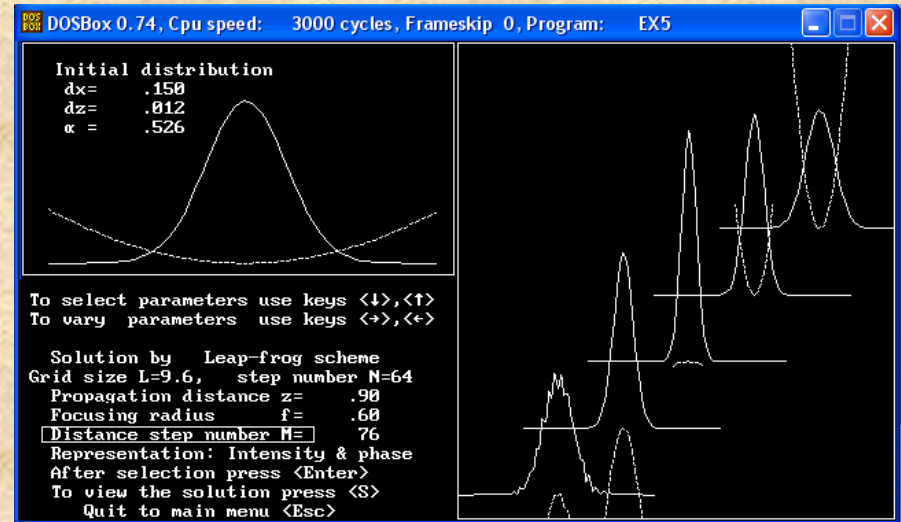 DOSBox 0.74, Cpu speed: 3000 cycles, Frameskip 0, Program: EX5
Initial distribution
dx= .150
dz= .012
α = .526
To select parameters use keys <↓>,<↑>
To vary parameters use keys <→>,<←>
Solution by Leap-frog scheme
Grid size L=9.6, step number N=64
Propagation distance z= .90
Focusing radius f= .60
Distance step number M= 76
Representation: Intensity & phase
After selection press <Enter>
To view the solution press <S>
Quit to main menu <Esc>